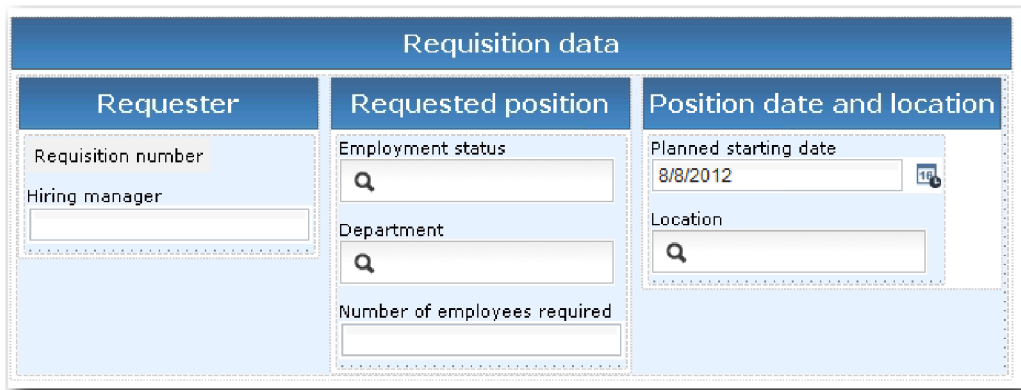 Requisition data
Requester
Requisition number
Hiring manager
Requested position
Employment status
Department
Number of employees required
Position date and location
Planned starting date
8/8/2012
16
Location